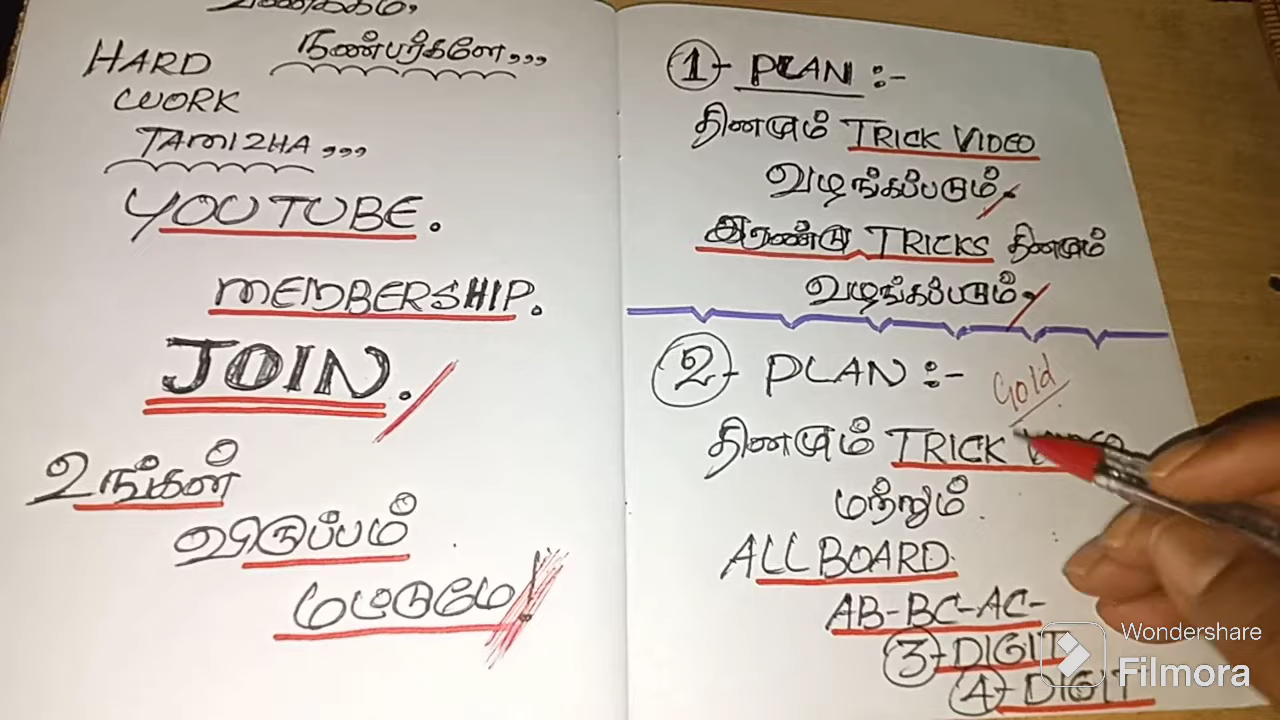 வணக்கம்,
நண்பர்களே,,,
HARD
WORK
TAMIZHA,,,
YOUTUBE.
MEMBERSHIP.
JOIN.
உங்கள்
விருப்பம்
மட்டுமே!
1- PLAN :-
தினமும் TRICK VIDEO
வழங்கப்படும்.
இரண்டு TRICKS தினமும்
வழங்கப்படும்.
2- PLAN :-
Gold
தினமும் TRICK
மற்றும்
ALL BOARD.
AB-BC-AC-
3-DIGIT
4-DIGIT
Wondershare
Filmora